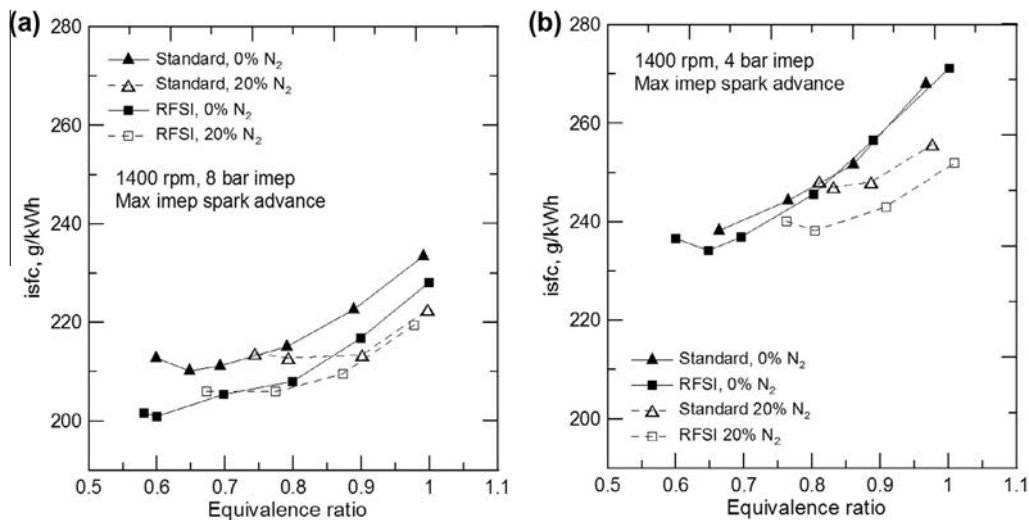 (a)
280
260
240
220
200
isfc, g/kWh
Standard, 0% N₂
Standard, 20% N₂
RFSI, 0% N₂
RFSI, 20% N₂
1400 rpm, 8 bar imep
Max imep spark advance
0.5 0.6 0.7 0.8 0.9 1 1.1
Equivalence ratio
(b)
280
260
240
220
200
isfc, g/kWh
1400 rpm, 4 bar imep
Max imep spark advance
Standard, 0% N₂
RFSI, 0% N₂
Standard 20% N₂
RFSI 20% N₂
0.5 0.6 0.7 0.8 0.9 1 1.1
Equivalence ratio